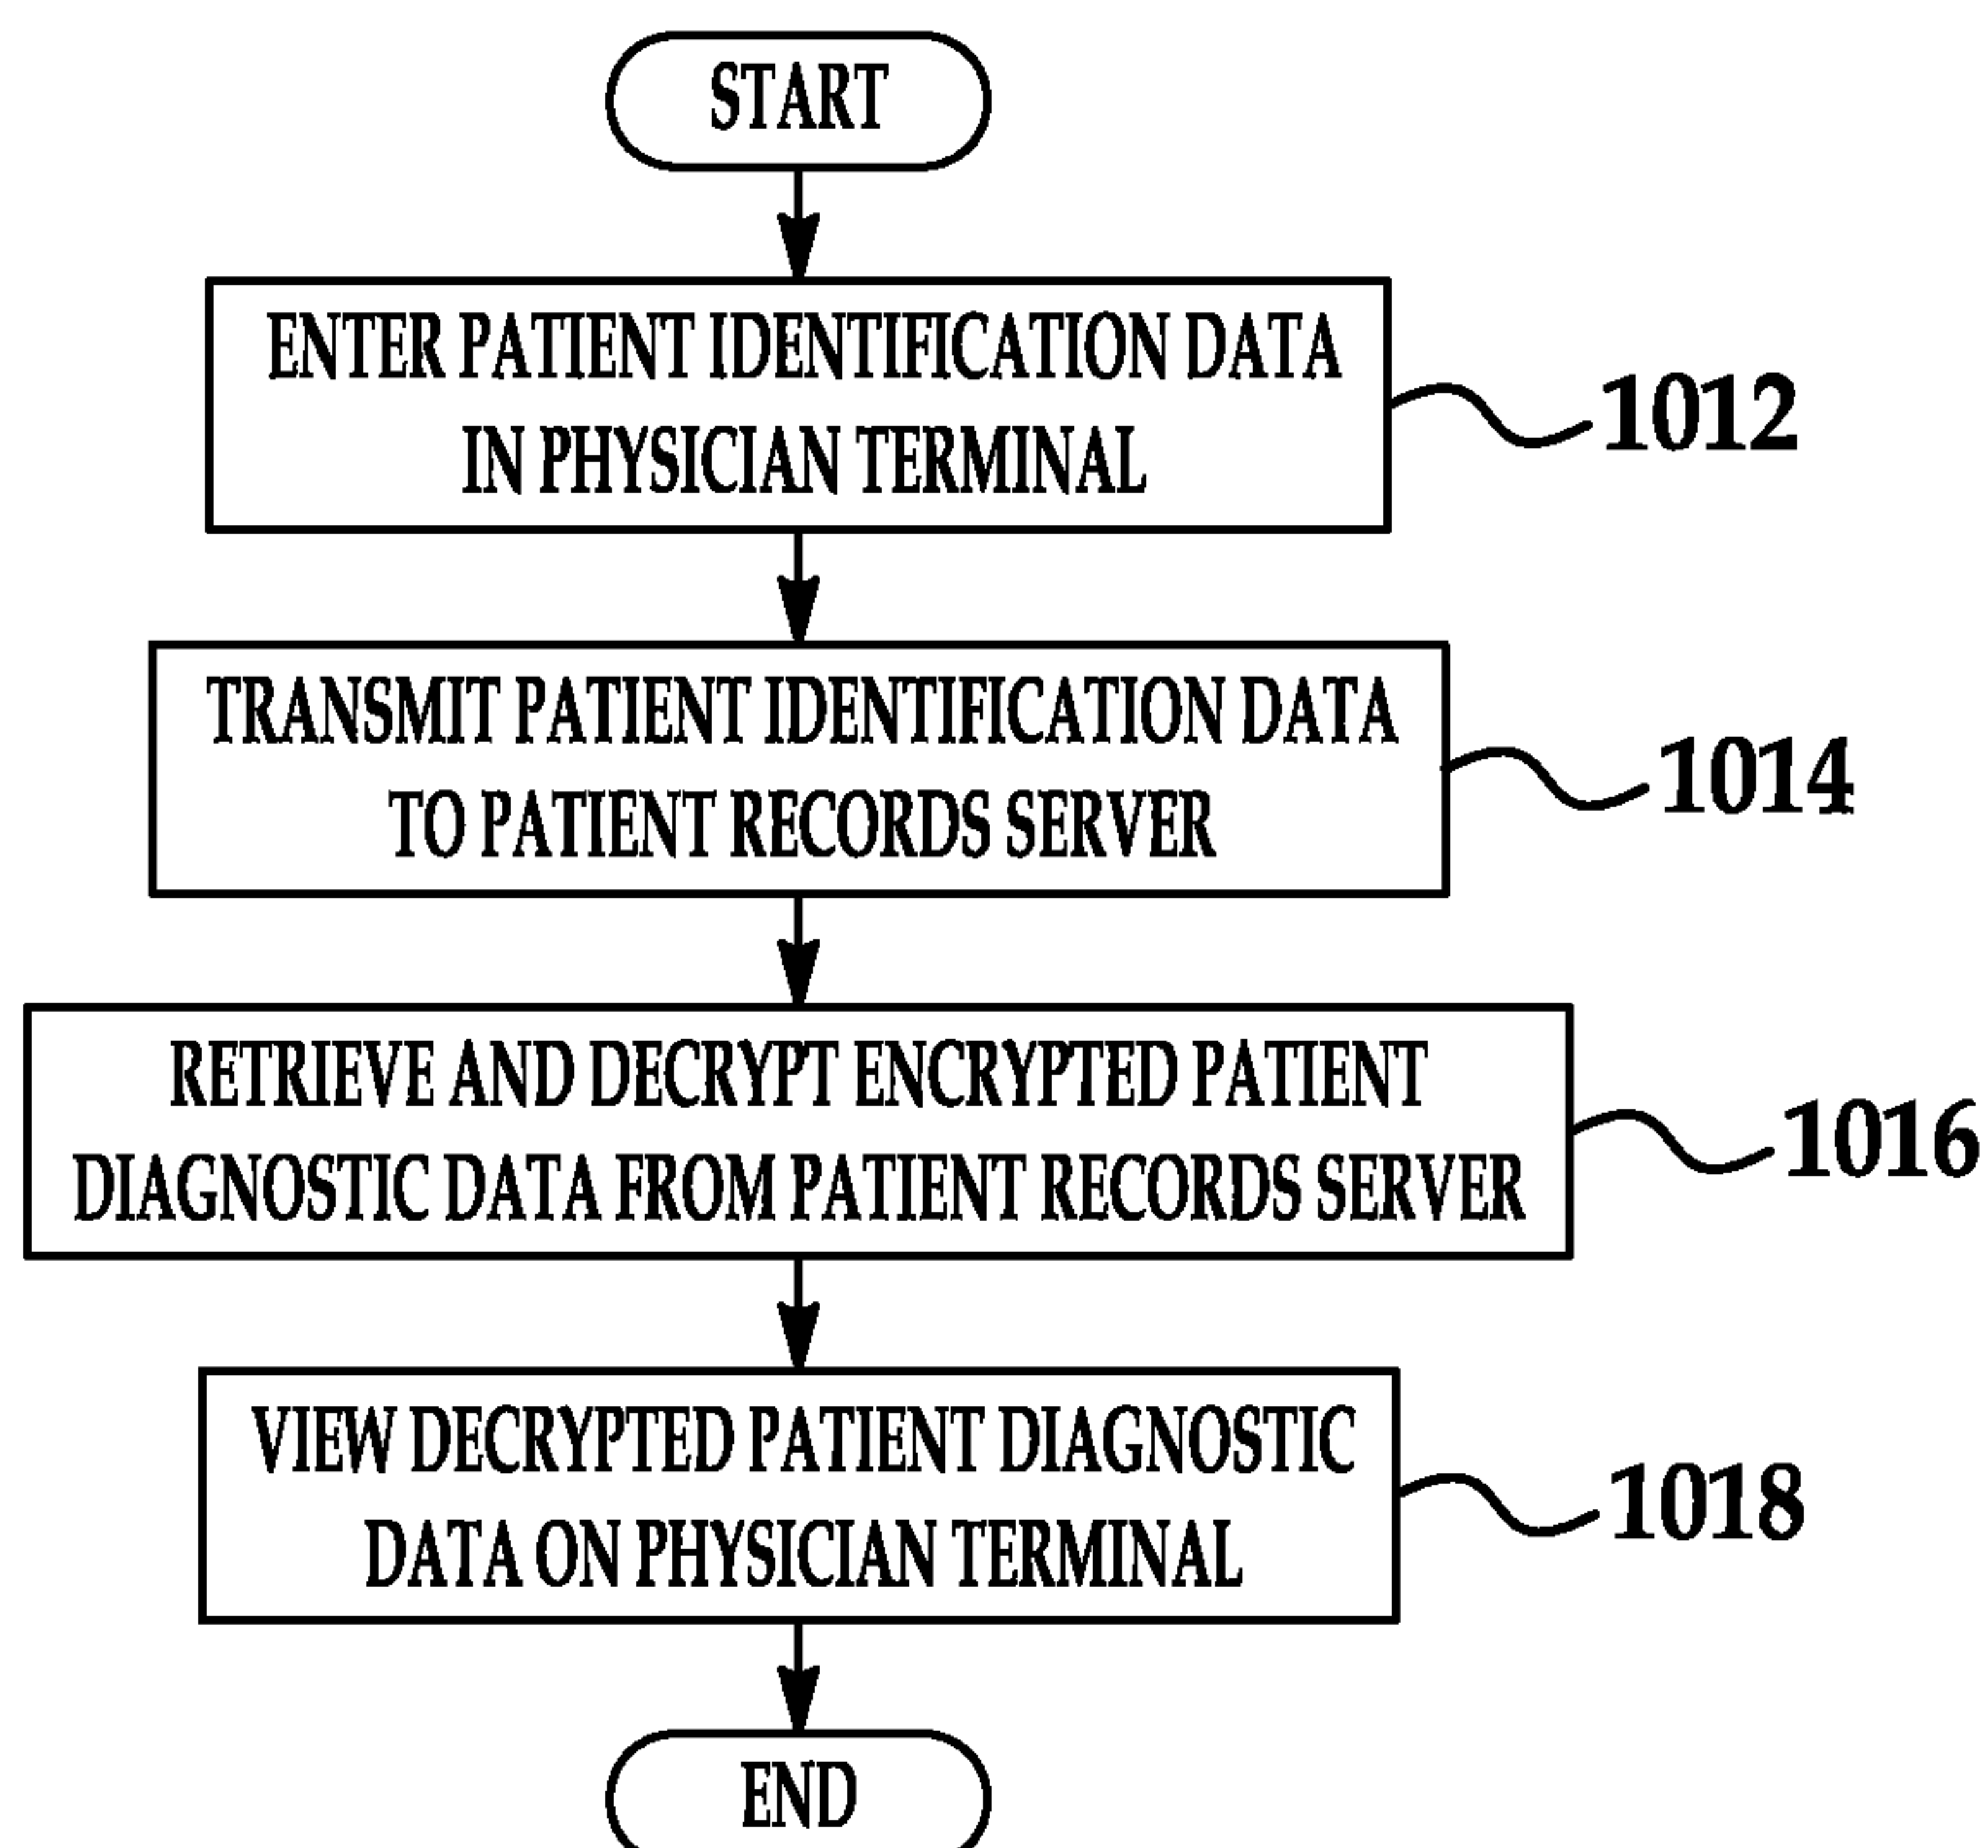 START
ENTER PATIENT IDENTIFICATION DATA
IN PHYSICIAN TERMINAL
1012
TRANSMIT PATIENT IDENTIFICATION DATA
TO PATIENT RECORDS SERVER
1014
RETRIEVE AND DECRYPT ENCRYPTED PATIENT
DIAGNOSTIC DATA FROM PATIENT RECORDS SERVER
1016
VIEW DECRYPTED PATIENT DIAGNOSTIC
DATA ON PHYSICIAN TERMINAL
1018
END